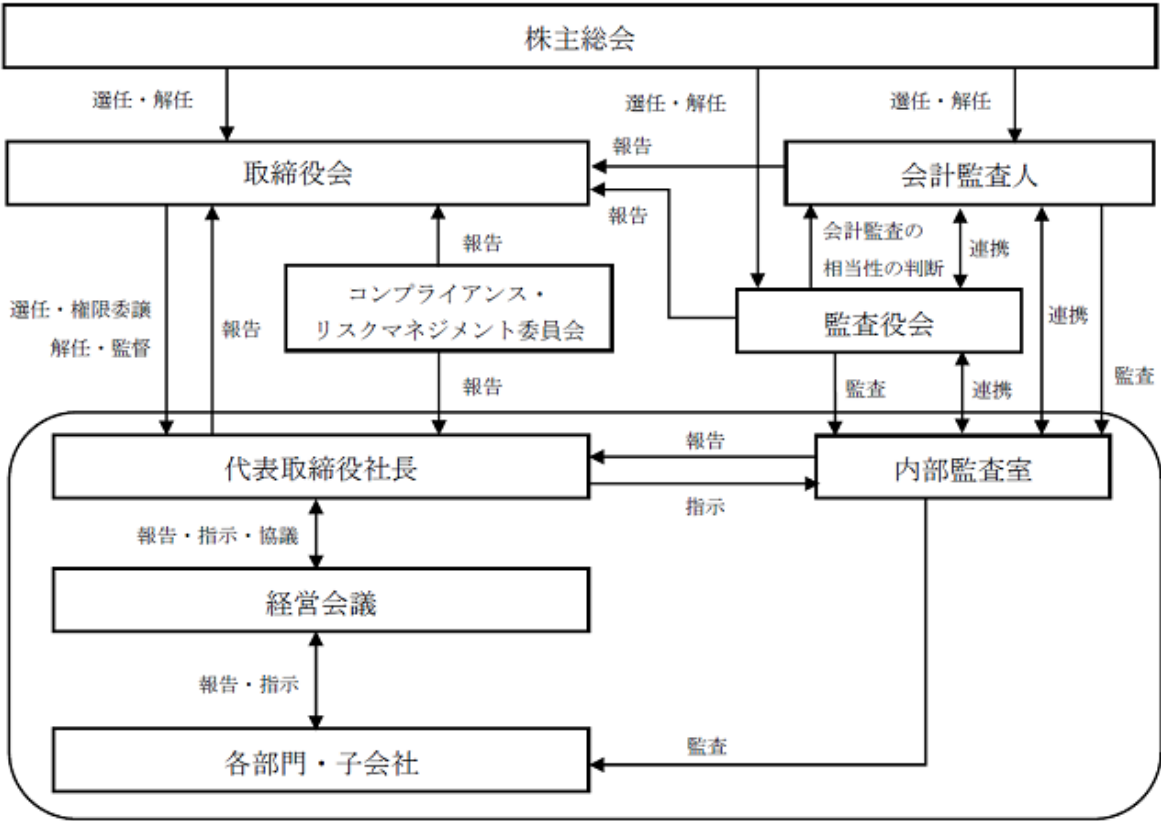 株主総会
選任・解任
選任・解任
選任・解任
取締役会
報告
会計監査人
報告
報告
会計監査の
相当性の判断
連携
コンプライアンス・
リスクマネジメント委員会
監査役会
選任・権限委譲
解任・監督
報告
連携
報告
監査
連携
監査
代表取締役社長
報告
内部監査室
指示
報告・指示・協議
経営会議
報告・指示
各部門・子会社
監査